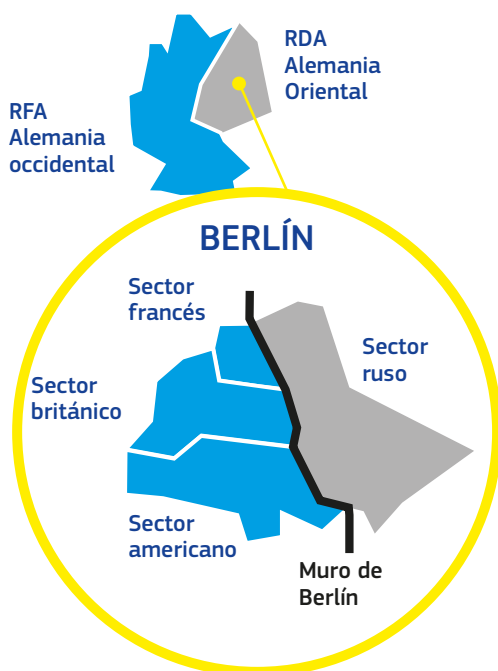 RDA
Alemania
Oriental
RFA
Alemania
occidental
BERLÍN
Sector
francés
Sector
ruso
Sector
británico
Sector
americano
Muro de
Berlín